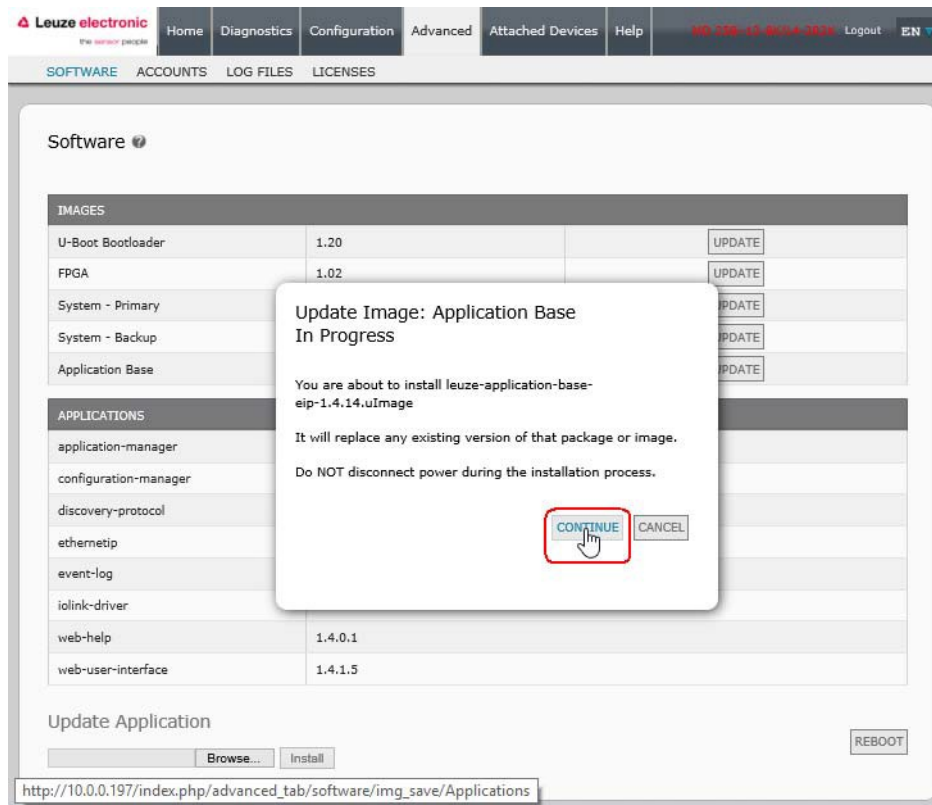 Leuze electronic
the sensor people
Home Diagnostics Configuration Advanced Attached Devices Help Logout EN
SOFTWARE ACCOUNTS LOG FILES LICENSES
Software
IMAGES
U-Boot Bootloader 1.20 UPDATE
FPGA 1.02 UPDATE
System - Primary
System - Backup
Application Base
Update Image: Application Base
In Progress
You are about to install leuze-application-base-
eip-1.4.14.uImage
It will replace any existing version of that package or image.
Do NOT disconnect power during the installation process.
CONTINUE CANCEL
APPLICATIONS
application-manager
configuration-manager
discovery-protocol
ethernetip
event-log
iolink-driver
web-help 1.4.0.1
web-user-interface 1.4.1.5
Update Application
Browse... Install
REBOOT
http://10.0.0.197/index.php/advanced_tab/software/img_save/Applications